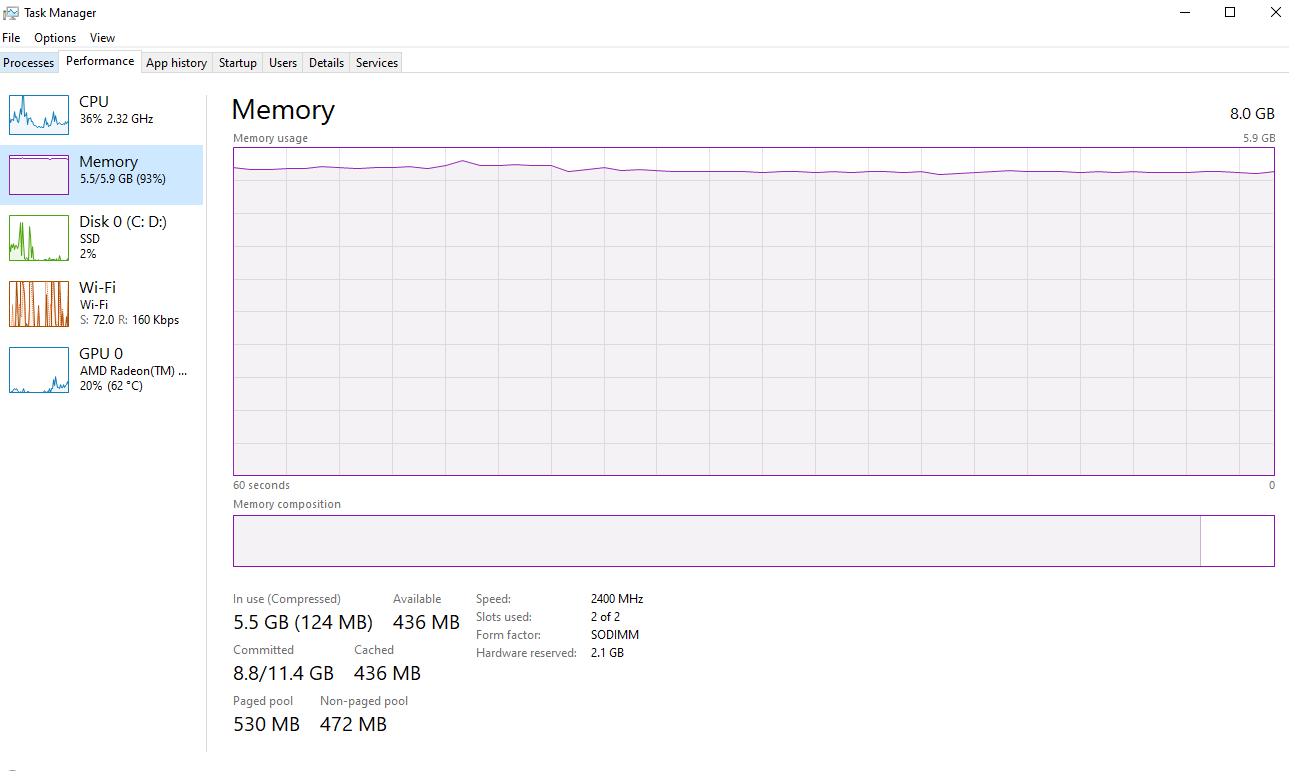 Task Manager
File Options View
Processes Performance App history Startup Users Details Services
CPU
36% 2.32 GHz
Memory
5.5/5.9 GB (93%)
Disk 0 (C: D:)
SSD
2%
Wi-Fi
Wi-Fi
S: 72.0 R: 160 Kbps
GPU 0
AMD Radeon(TM) ...
20% (62 °C)
Memory 8.0 GB
Memory usage 5.9 GB
60 seconds 0
Memory composition
In use (Compressed) Available
5.5 GB (124 MB) 436 MB
Committed Cached
8.8/11.4 GB 436 MB
Paged pool Non-paged pool
530 MB 472 MB
Speed: 2400 MHz
Slots used: 2 of 2
Form factor: SODIMM
Hardware reserved: 2.1 GB